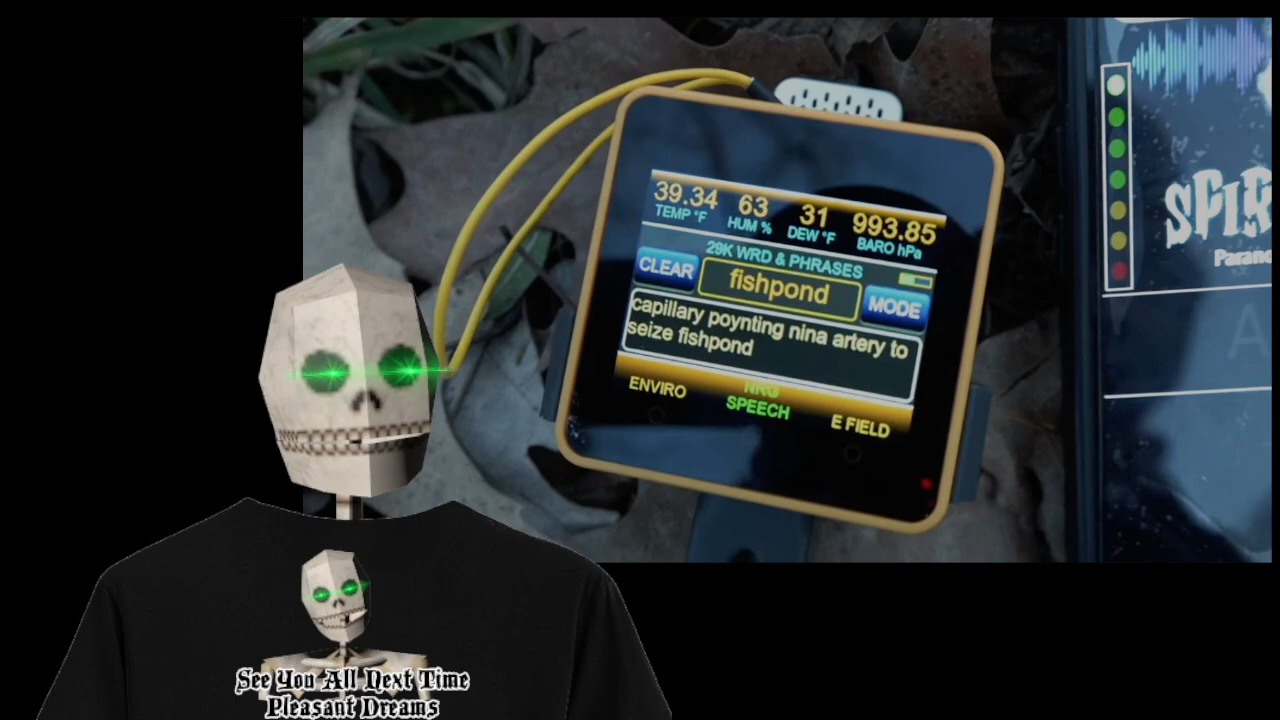 39.34 63 31 993.85
TEMP °F HUM % DEW °F BARO hPa
29K WRD & PHRASES
CLEAR fishpond MODE
capillary poynting nina artery to
seize fishpond
ENVIRO NRG SPEECH E FIELD
See You All Next Time
Pleasant Dreams